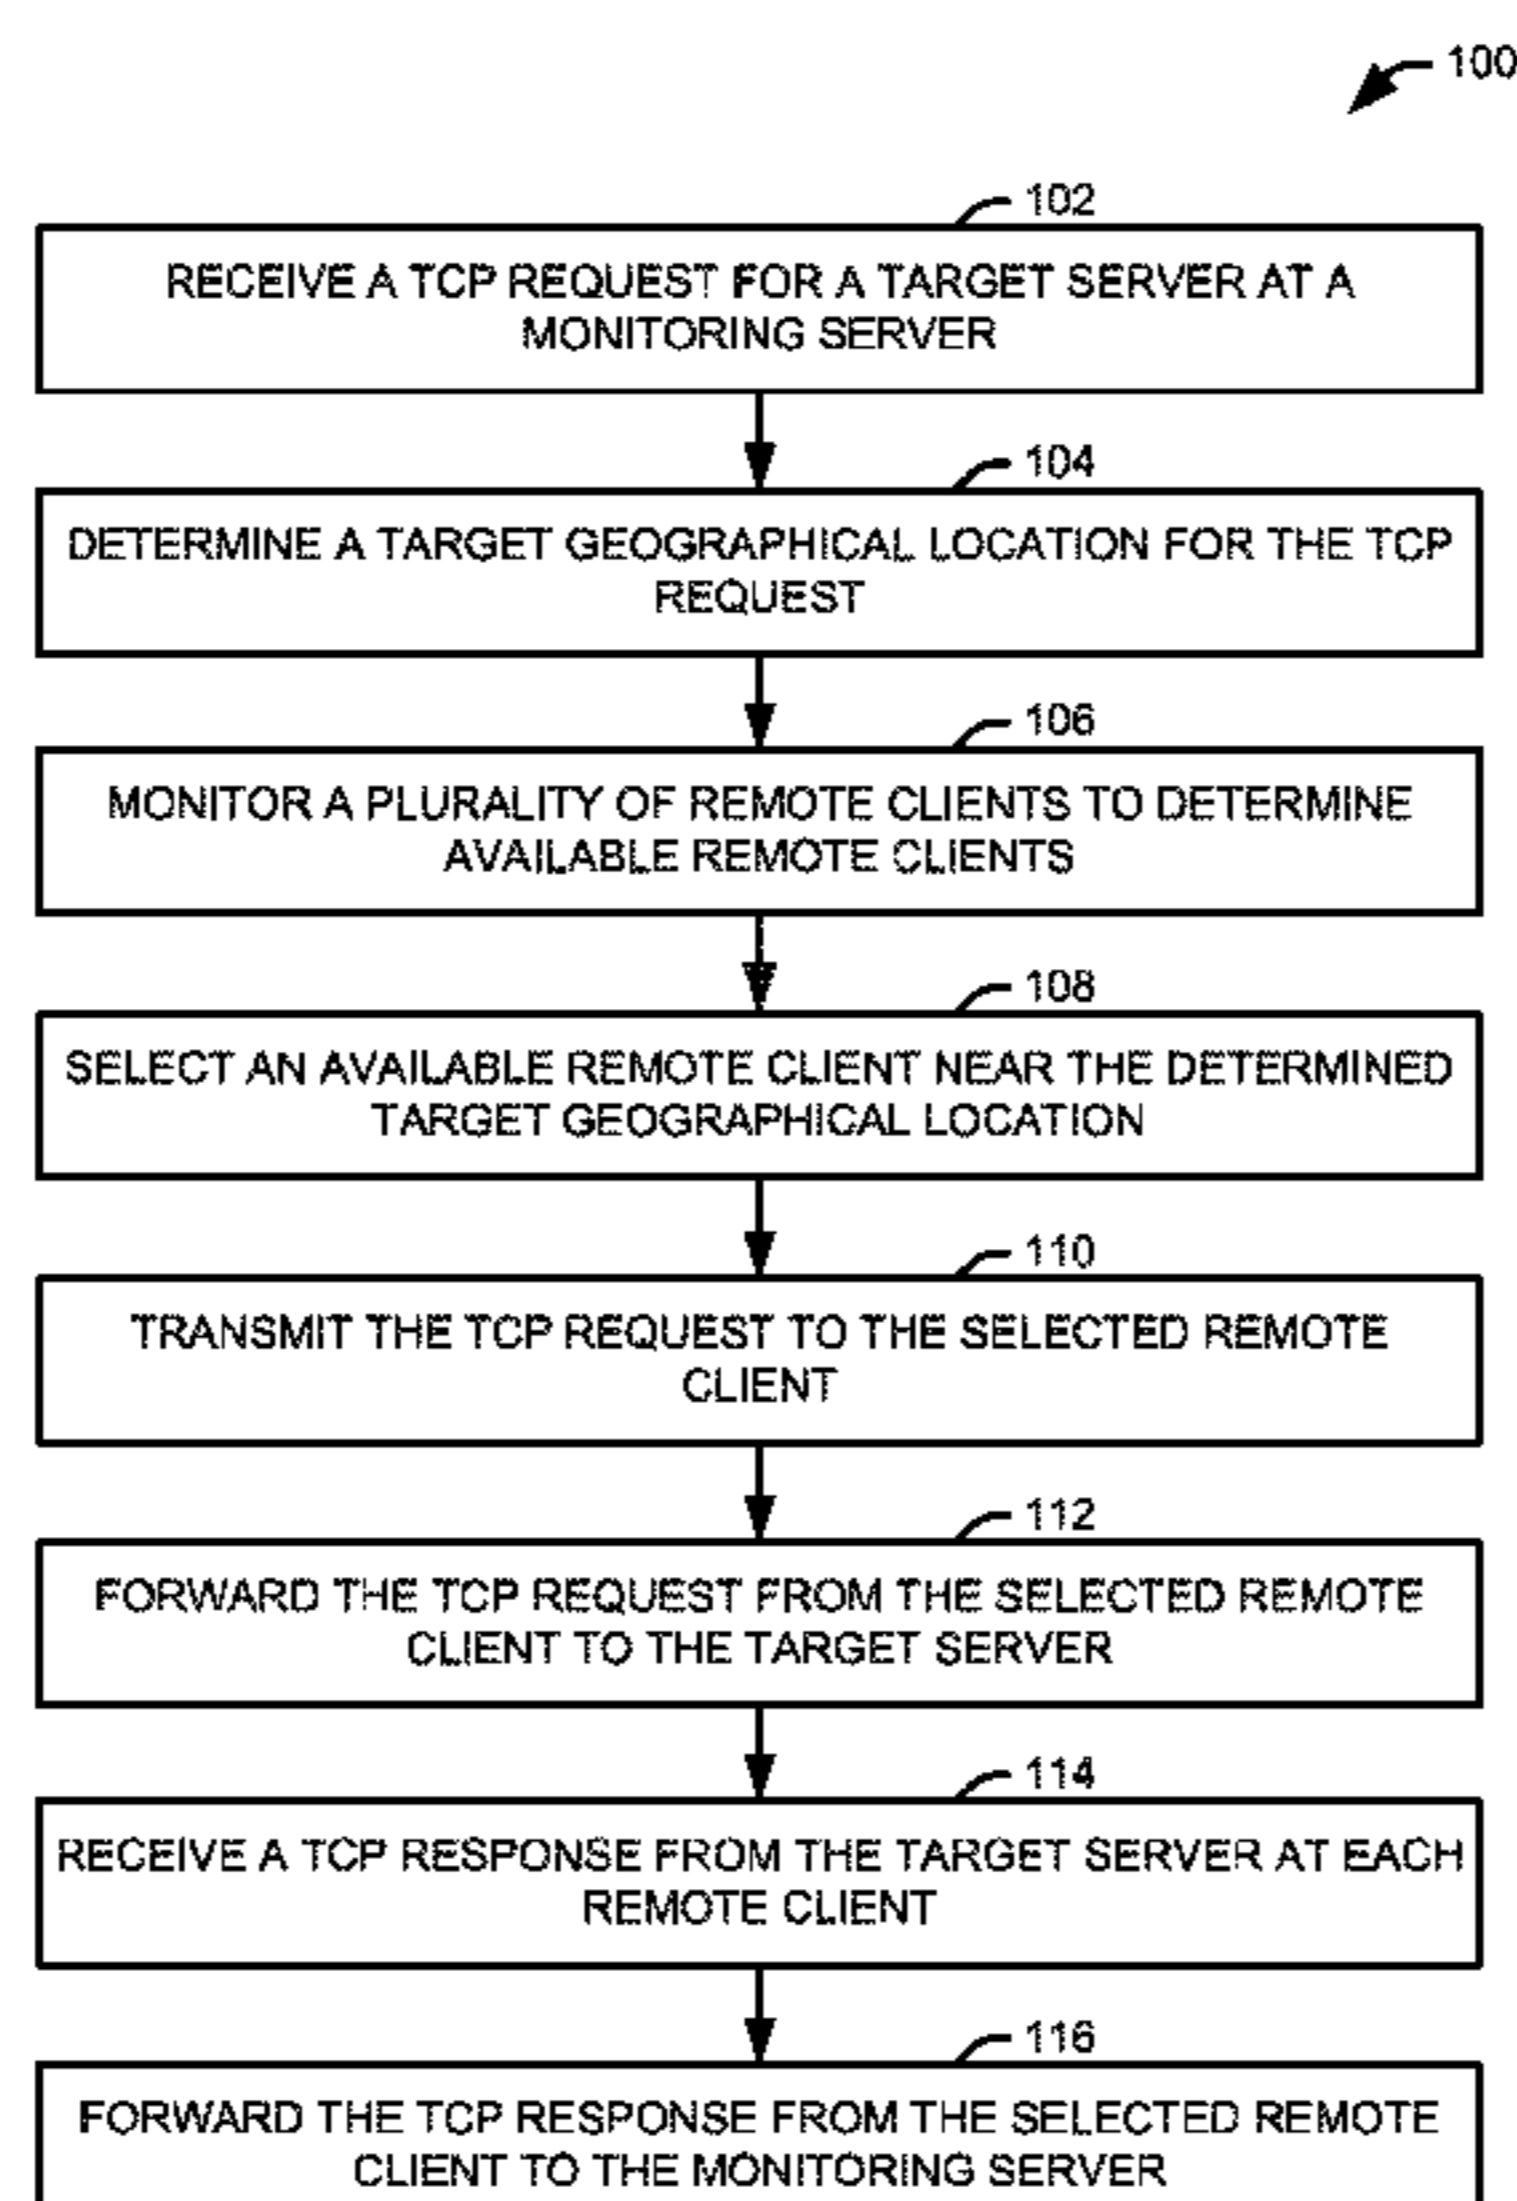 100
102
RECEIVE A TCP REQUEST FOR A TARGET SERVER AT A
MONITORING SERVER
104
DETERMINE A TARGET GEOGRAPHICAL LOCATION FOR THE TCP
REQUEST
106
MONITOR A PLURALITY OF REMOTE CLIENTS TO DETERMINE
AVAILABLE REMOTE CLIENTS
108
SELECT AN AVAILABLE REMOTE CLIENT NEAR THE DETERMINED
TARGET GEOGRAPHICAL LOCATION
110
TRANSMIT THE TCP REQUEST TO THE SELECTED REMOTE
CLIENT
112
FORWARD THE TCP REQUEST FROM THE SELECTED REMOTE
CLIENT TO THE TARGET SERVER
114
RECEIVE A TCP RESPONSE FROM THE TARGET SERVER AT EACH
REMOTE CLIENT
116
FORWARD THE TCP RESPONSE FROM THE SELECTED REMOTE
CLIENT TO THE MONITORING SERVER